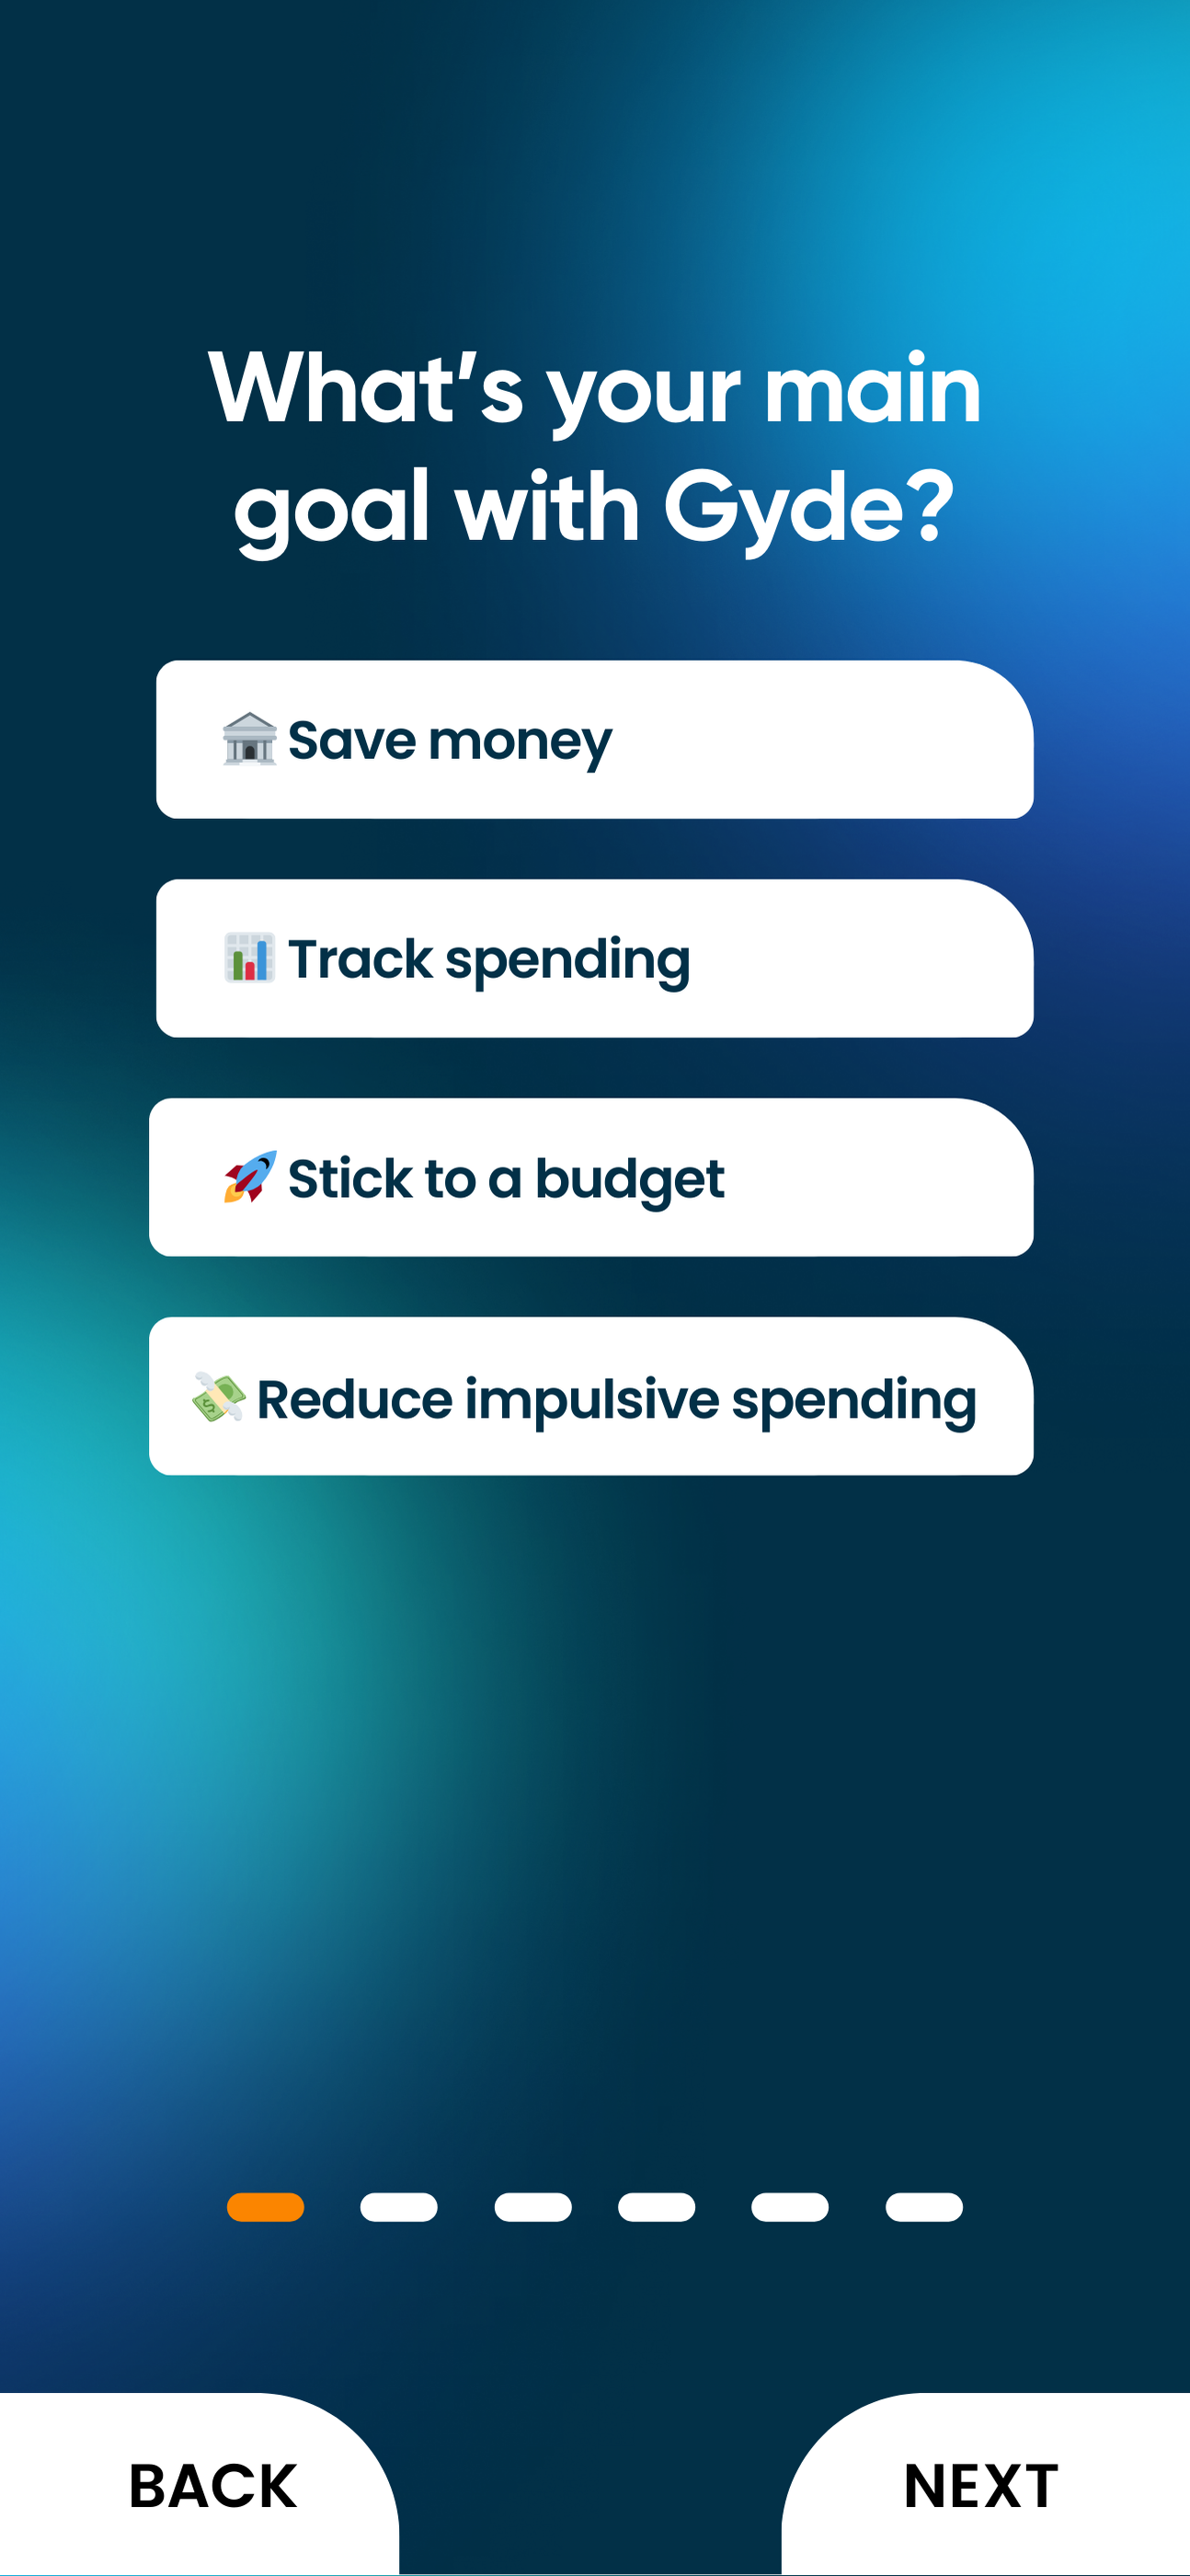 What’s your main
goal with Gyde?
Save money
Track spending
Stick to a budget
Reduce impulsive spending
BACK
NEXT